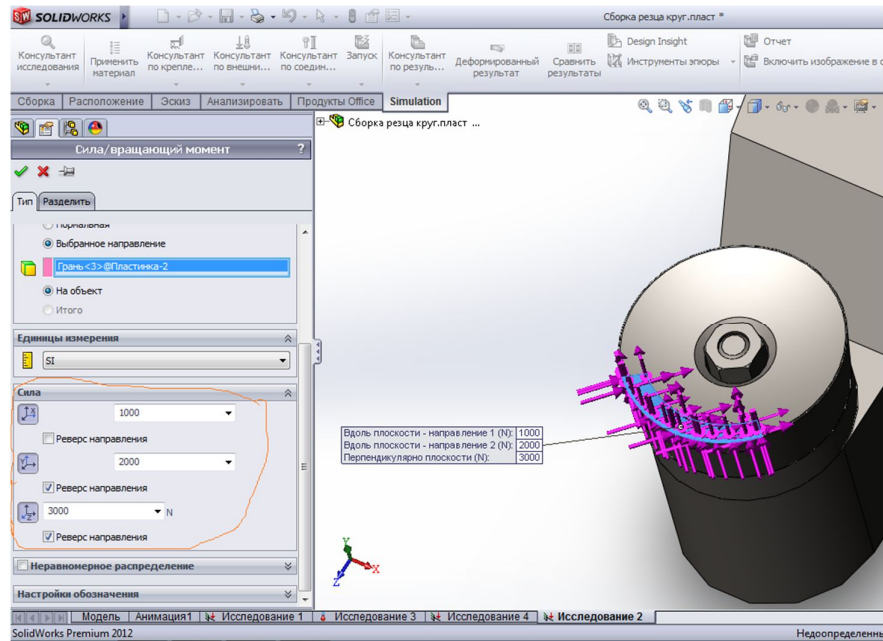 SOLIDWORKS
Сборка резца круг.пласт *
Консультант исследования
Применить материал
Консультант по крепле...
Консультант по внешни...
Консультант по соедин...
Запуск
Консультант по резуль...
Деформированный результат
Сравнить результаты
Design Insight
Инструменты эпюры
Отчет
Включить изображение в о
Сборка Расположение Эскиз Анализировать Продукты Office Simulation
Сборка резца круг.пласт ...
Сила/вращающий момент ?
Тип Разделить
Нормальная
Выбранное направление
Грань<3>@Пластинка-2
На объект
Итого
Единицы измерения
SI
Сила
1000
Реверс направления
2000
Реверс направления
3000 N
Реверс направления
Неравномерное распределение
Настройки обозначения
Вдоль плоскости - направление 1 (N): 1000
Вдоль плоскости - направление 2 (N): 2000
Перпендикулярно плоскости (N): 3000
Y
X
Z
Модель Анимация1 Исследование 1 Исследование 3 Исследование 4 Исследование 2
SolidWorks Premium 2012
Недоопределенны